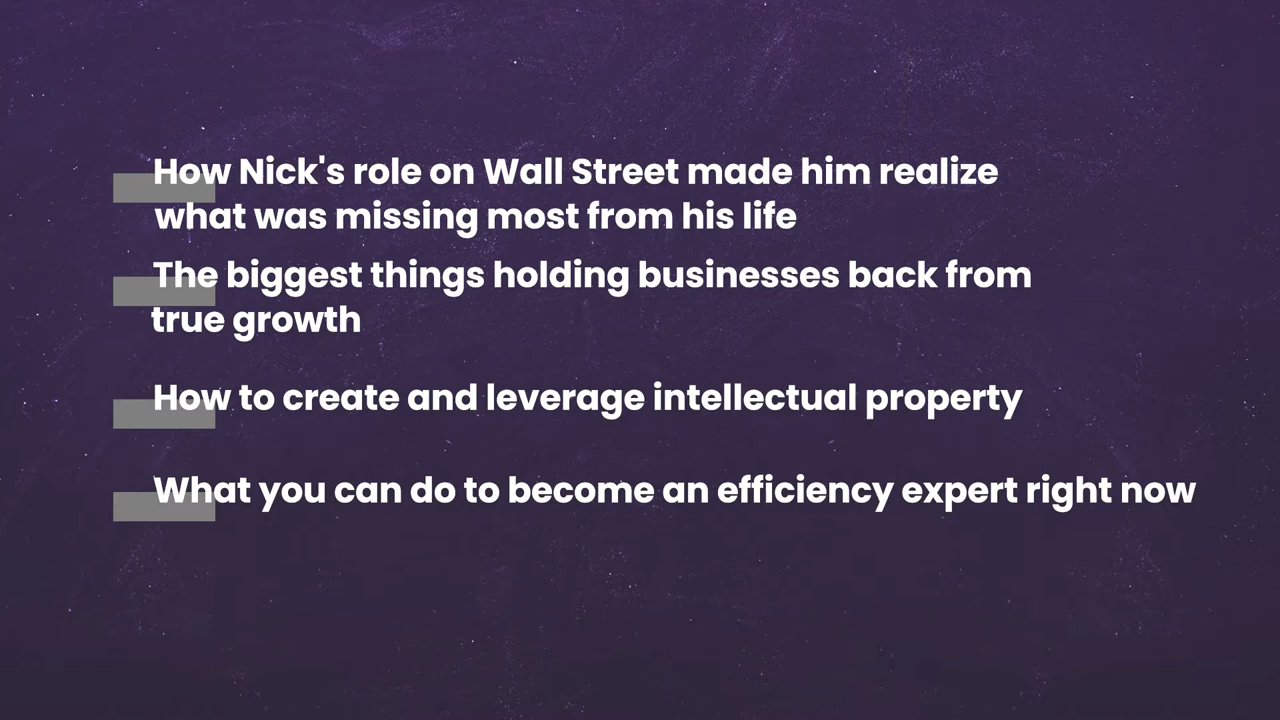 How Nick's role on Wall Street made him realize
what was missing most from his life
The biggest things holding businesses back from
true growth
How to create and leverage intellectual property
What you can do to become an efficiency expert right now